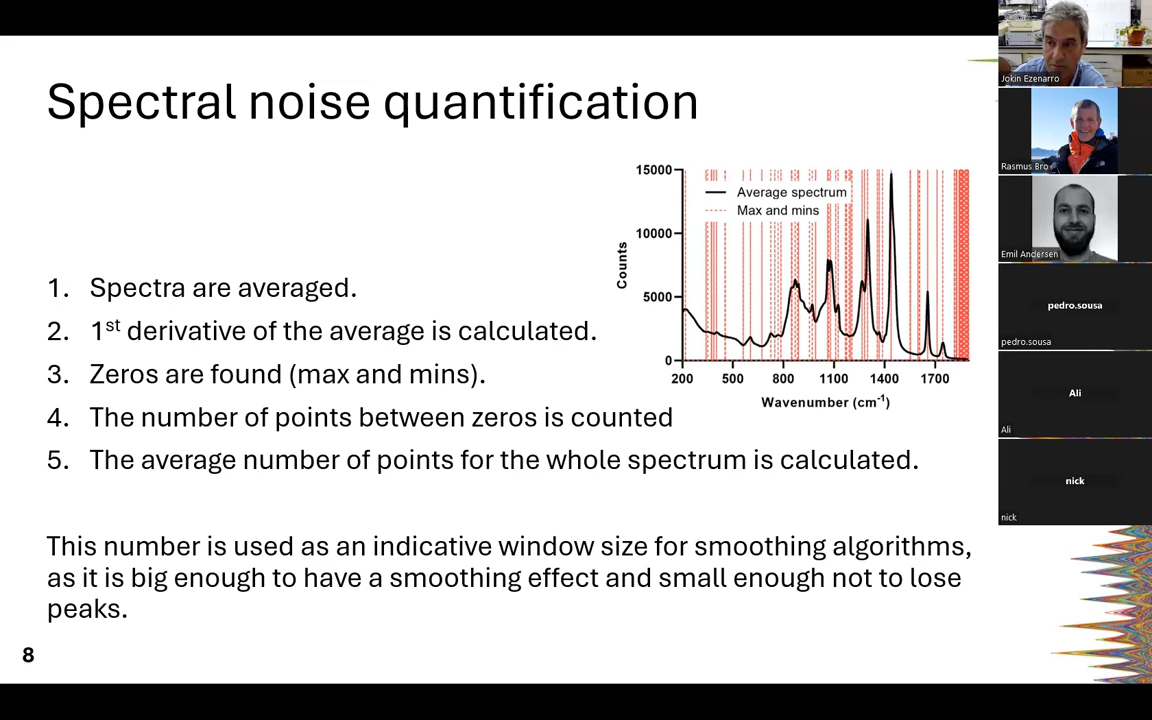 Spectral noise quantification
15000
10000
5000
0
Counts
Average spectrum
Max and mins
200 500 800 1100 1400 1700
Wavenumber (cm-1)
1. Spectra are averaged.
2. 1st derivative of the average is calculated.
3. Zeros are found (max and mins).
4. The number of points between zeros is counted
5. The average number of points for the whole spectrum is calculated.
This number is used as an indicative window size for smoothing algorithms,
as it is big enough to have a smoothing effect and small enough not to lose
peaks.
8
Jokin Ezenarro
Rasmus Bro
Emil Andersen
pedro.sousa
pedro.sousa
Ali
Ali
nick
nick